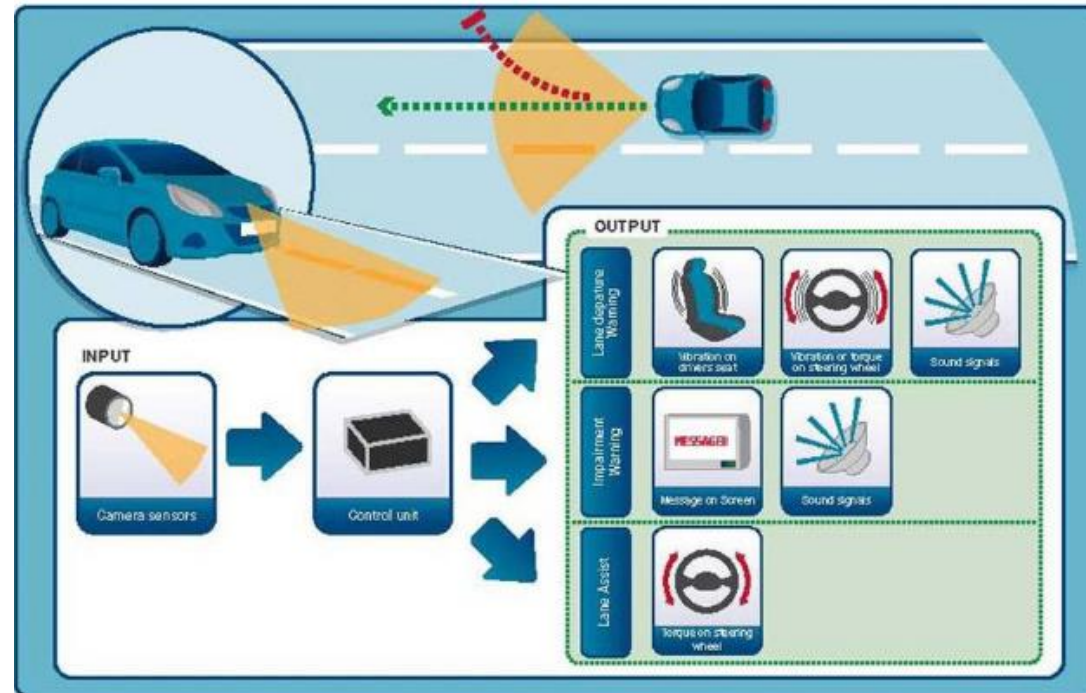 OUTPUT
Lane depature
Warning
Vibration on
drivers seat
Vibration or torque
on steering wheel
Sound signals
INPUT
Camera sensors
Control unit
Impairment
Warning
MESSAGE!!
Message on Screen
Sound signals
Lane Assist
Torque on steering
wheel